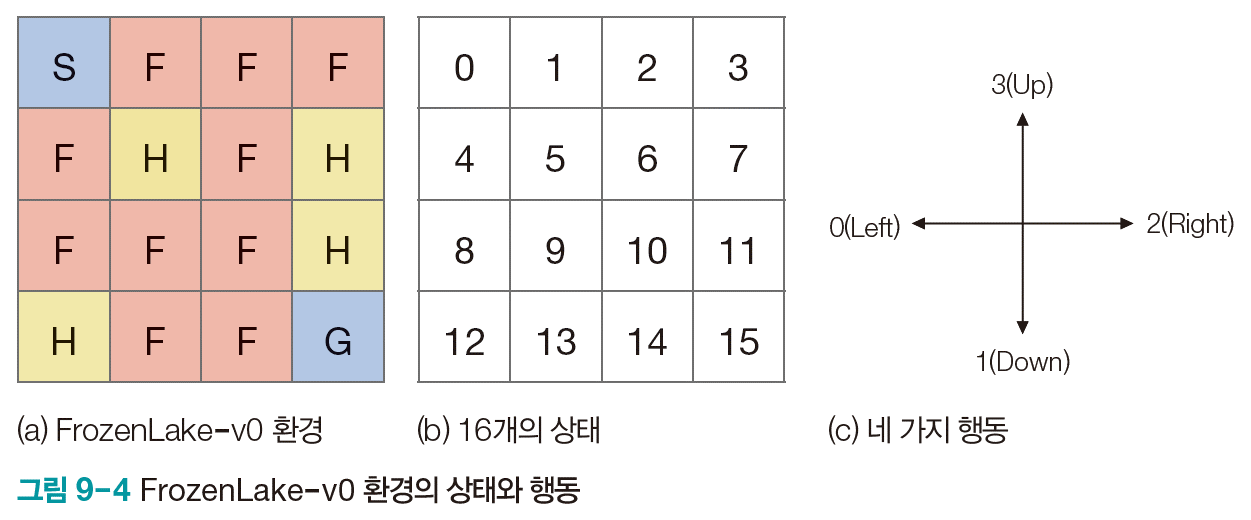 S F F F
F H F H
F F F H
H F F G
0 1 2 3
4 5 6 7
8 9 10 11
12 13 14 15
3(Up)
0(Left)
2(Right)
1(Down)
(a) FrozenLake-v0 환경
(b) 16개의 상태
(c) 네 가지 행동
그림 9-4 FrozenLake-v0 환경의 상태와 행동